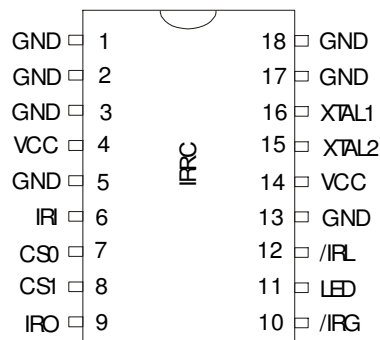 GND 1 18 GND
GND 2 17 GND
GND 3 16 XTAL1
VCC 4 15 XTAL2
GND 5 14 VCC
IRI 6 13 GND
CS0 7 12 /IRL
CS1 8 11 LED
IRO 9 10 /IRG
IRRC